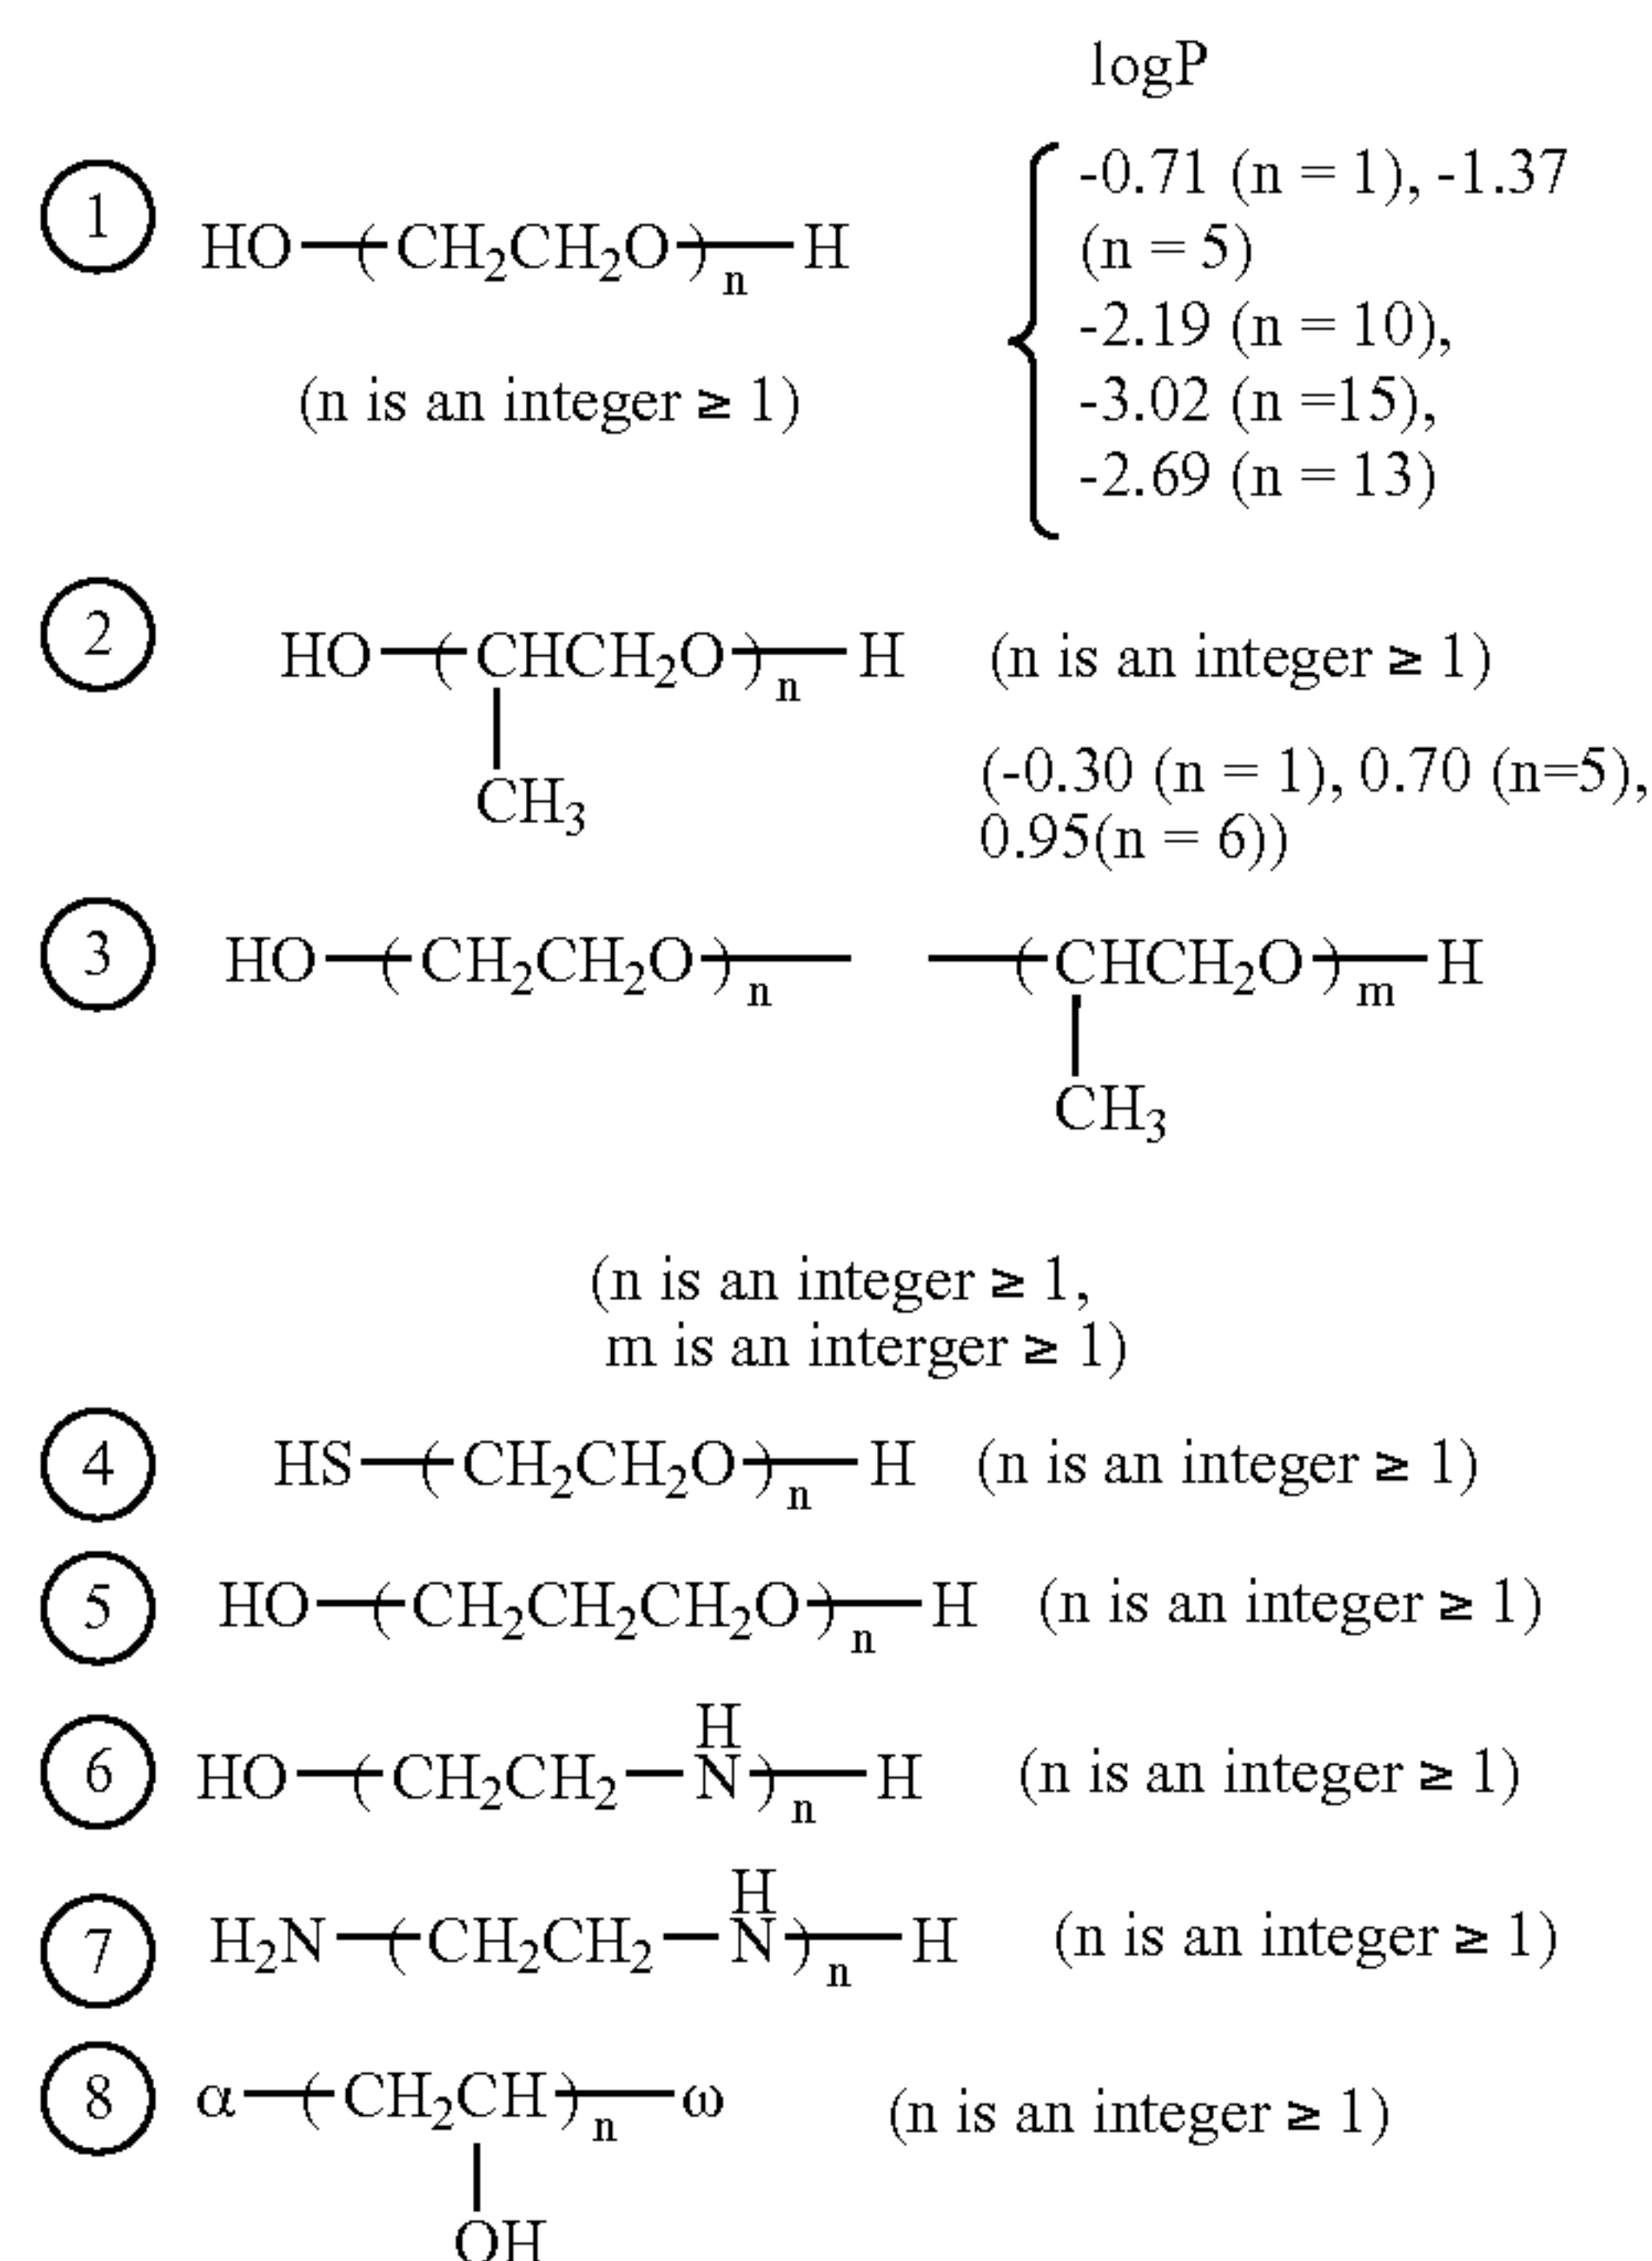 logP
1 HO-(CH2CH2O)n-H
(n is an integer ≥ 1)
-0.71 (n = 1), -1.37
(n = 5)
-2.19 (n = 10),
-3.02 (n =15),
-2.69 (n = 13)
2 HO-(CHCH2O)n-H (n is an integer ≥ 1)
CH3
(-0.30 (n = 1), 0.70 (n=5),
0.95(n = 6))
3 HO-(CH2CH2O)n- -(CHCH2O)m-H
CH3
(n is an integer ≥ 1,
m is an interger ≥ 1)
4 HS-(CH2CH2O)n-H (n is an integer ≥ 1)
5 HO-(CH2CH2CH2O)n-H (n is an integer ≥ 1)
H
6 HO-(CH2CH2-N)n-H (n is an integer ≥ 1)
H
7 H2N-(CH2CH2-N)n-H (n is an integer ≥ 1)
8 α-(CH2CH)n-ω (n is an integer ≥ 1)
OH